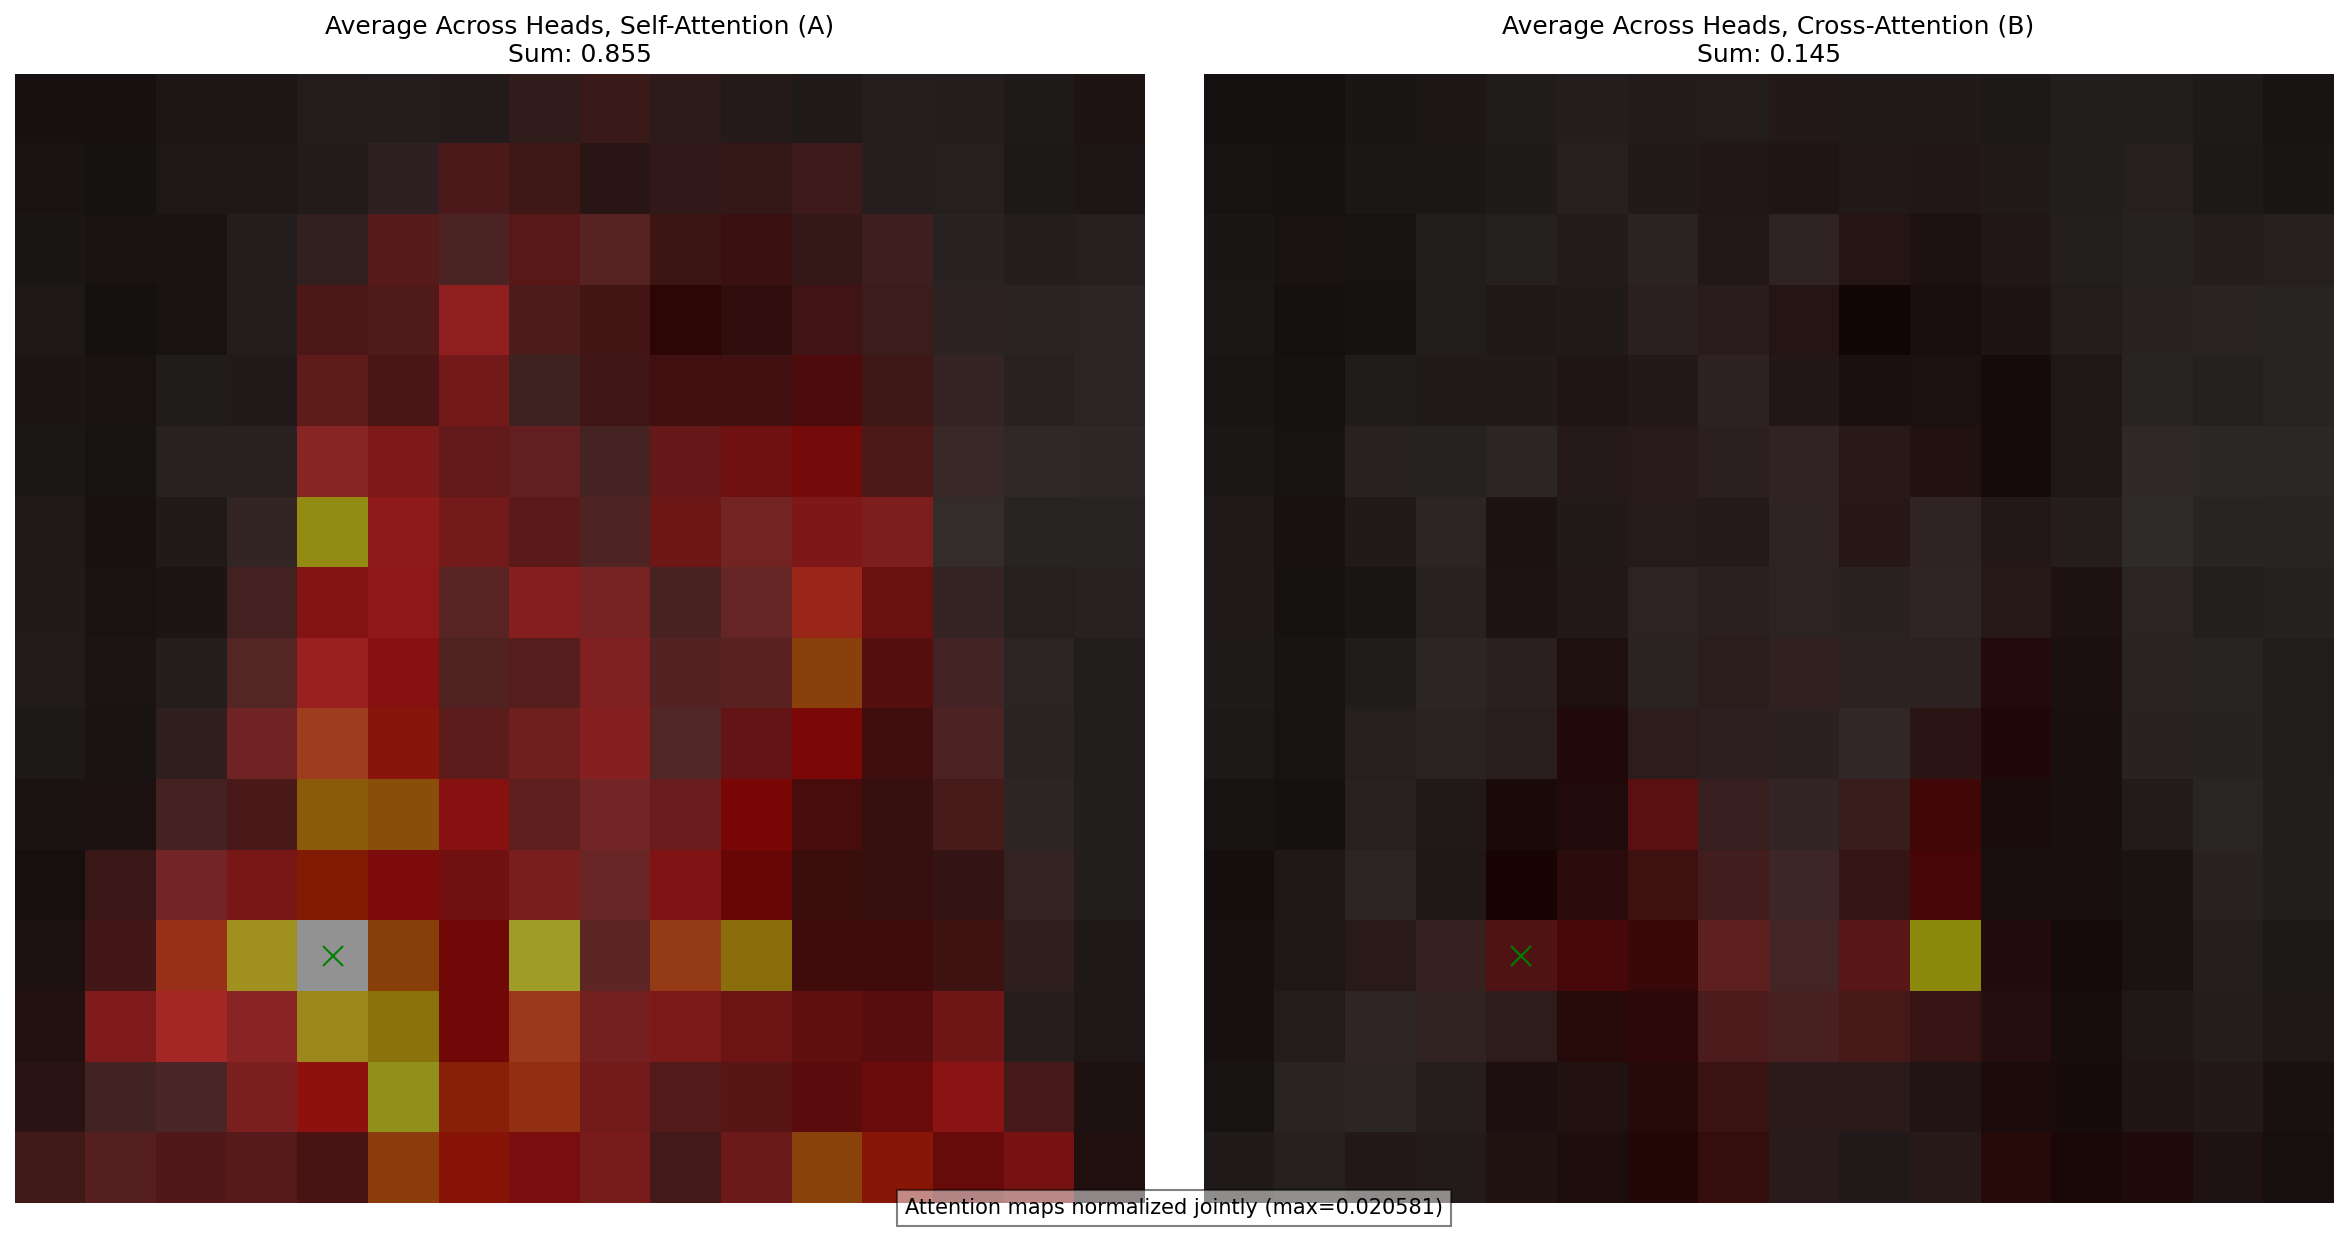 Average Across Heads, Self-Attention (A)
Sum: 0.855
Average Across Heads, Cross-Attention (B)
Sum: 0.145
Attention maps normalized jointly (max=0.020581)